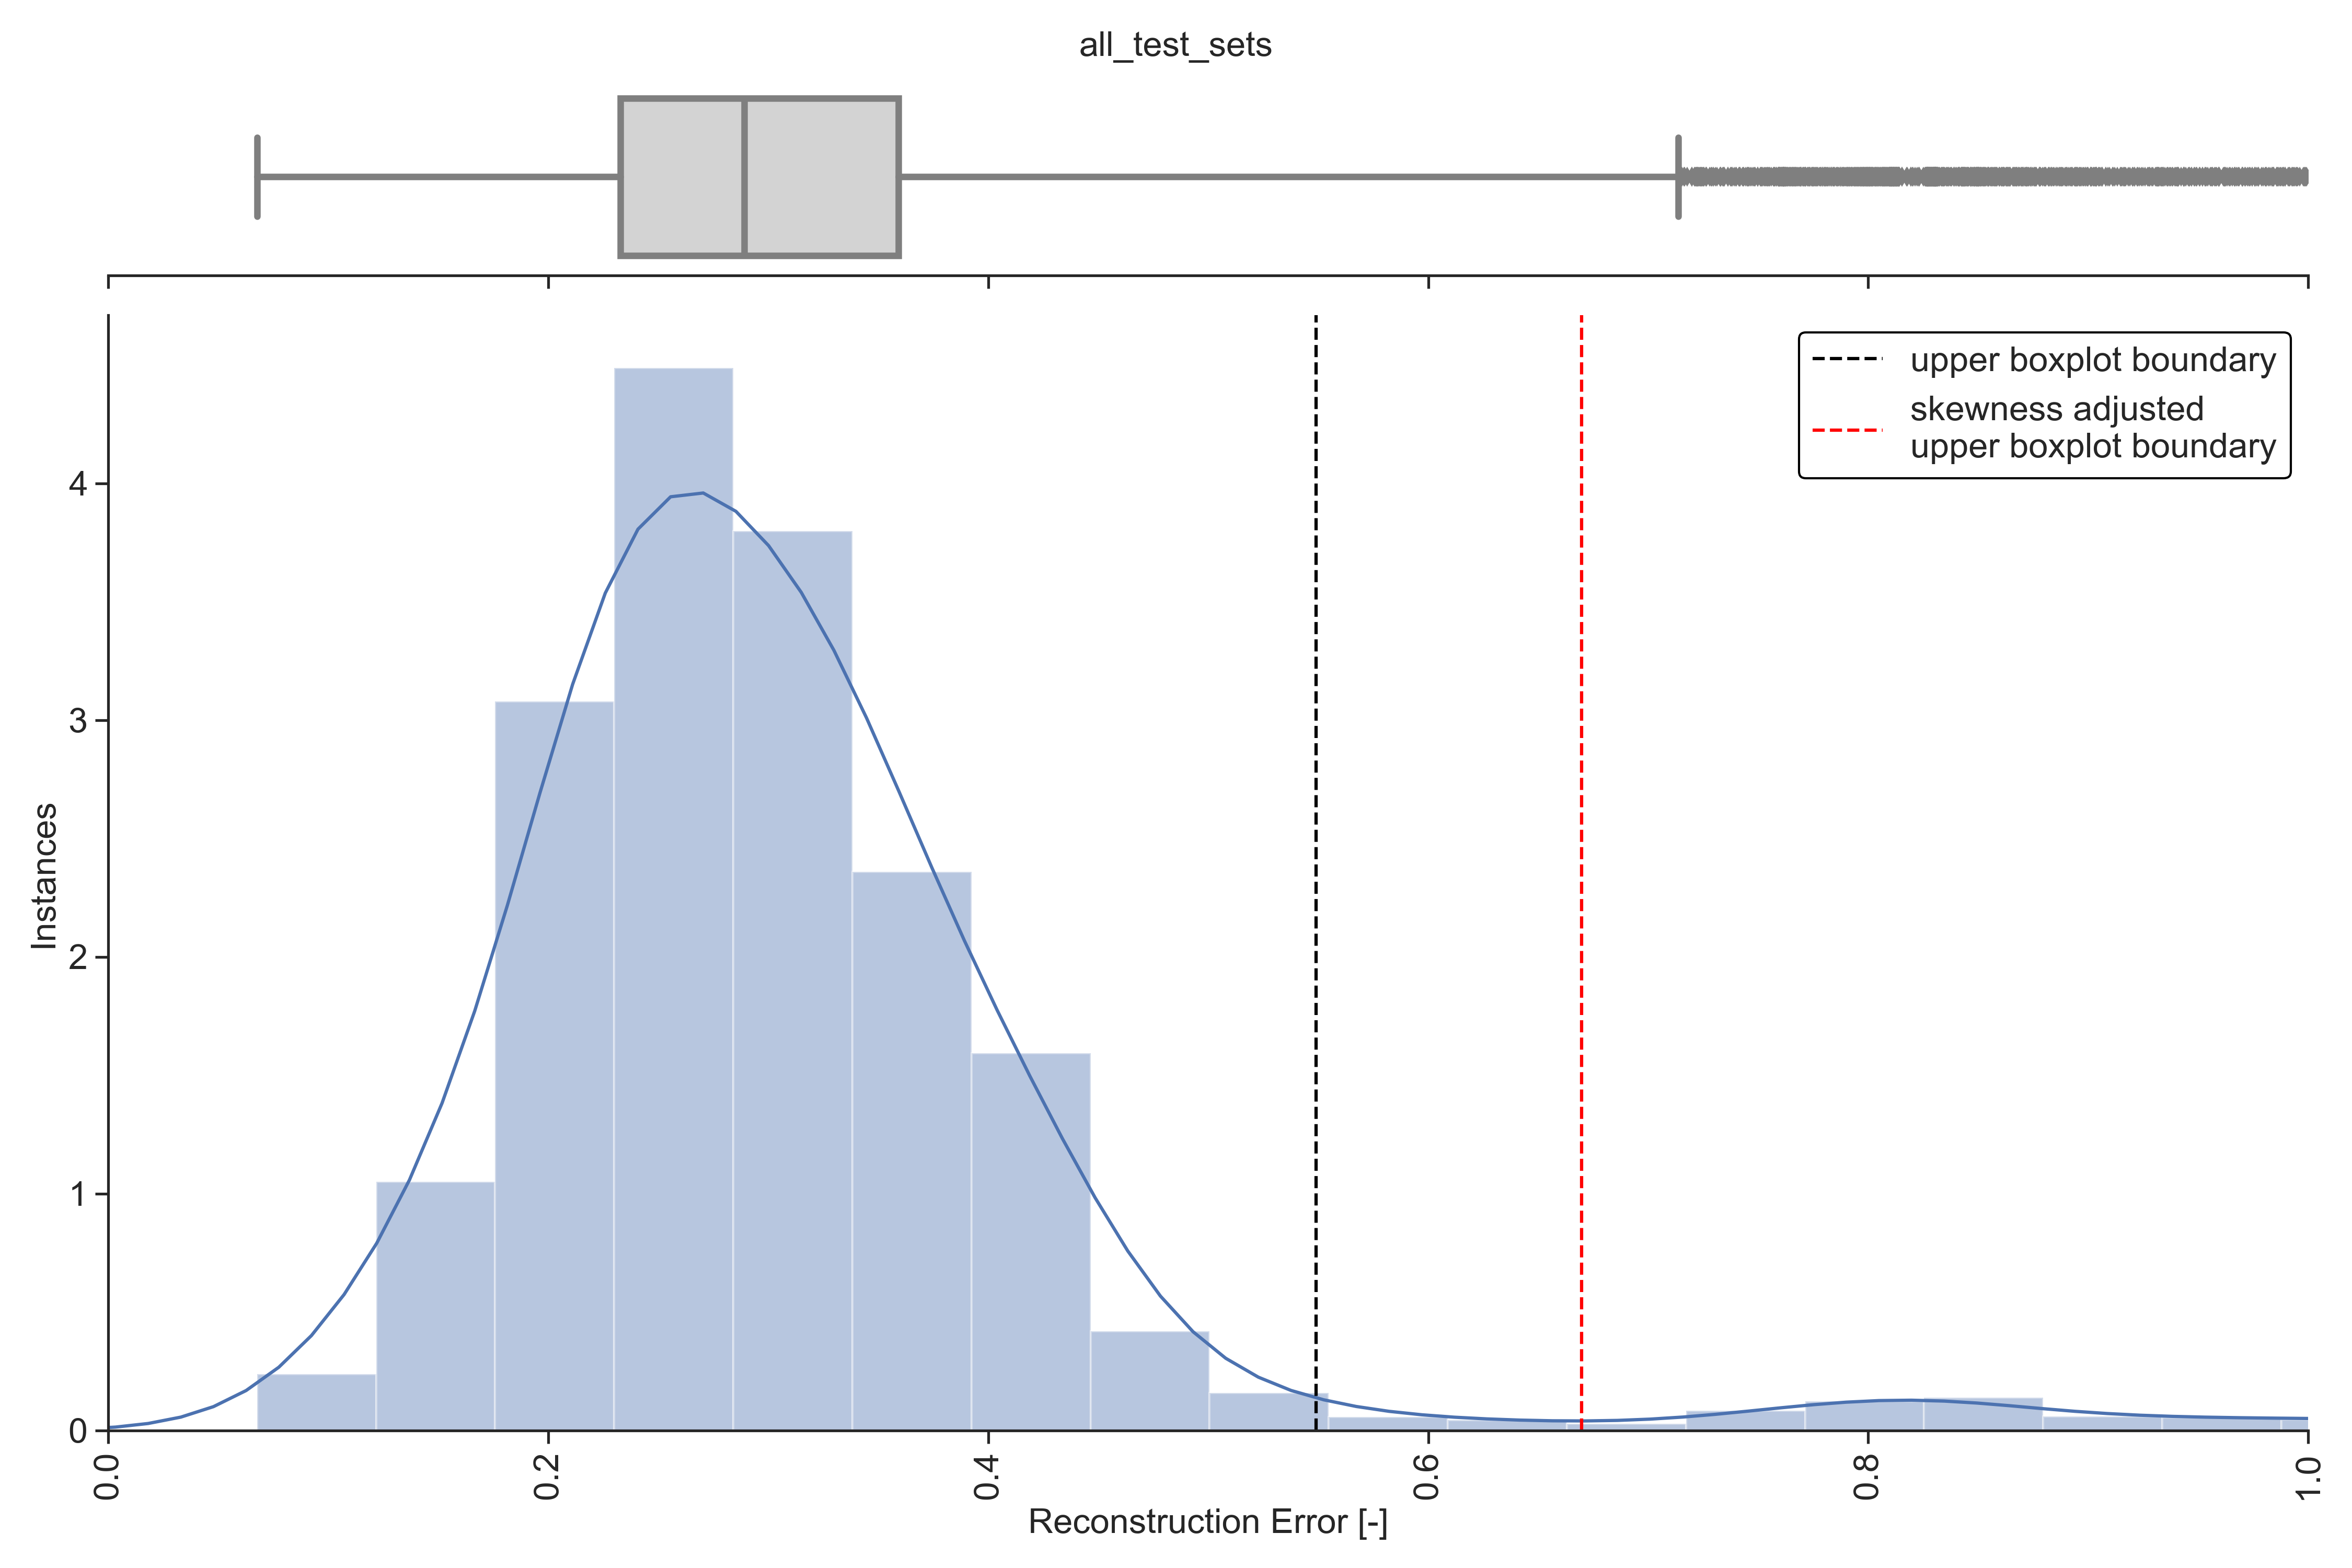 all_test_sets
upper boxplot boundary
skewness adjusted
upper boxplot boundary
4
3
2
1
0
Instances
0.0
0.2
0.4
0.6
0.8
1.0
Reconstruction Error [-]